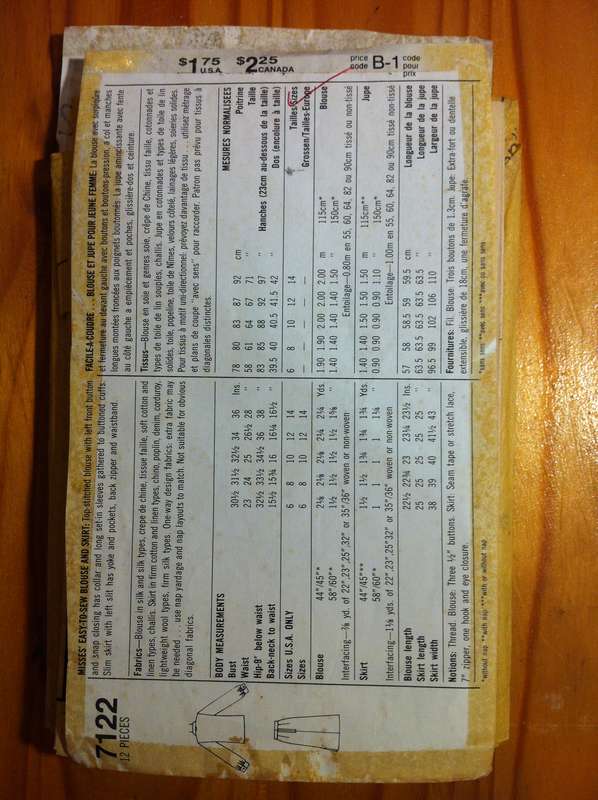 7122
12 PIECES
$1 75 U.S.A. $2 25 CANADA
price code B-1 code pour prix
MISSES' EASY-TO-SEW BLOUSE AND SKIRT: Top-stitched blouse with left front button
and snap closing has collar and long set-in sleeves gathered to buttoned cuffs.
Slim skirt with left slit has yoke and pockets, back zipper and waistband.
Fabrics—Blouse in silk and silk types, crepe de chine, tissue faille, soft cotton and
linen types, challis. Skirt in firm cotton and linen types, chino, poplin, denim, corduroy,
lightweight wool types, firm silk types. One-way design fabrics: extra fabric may
be needed . . . use nap yardage and nap layouts to match. Not suitable for obvious
diagonal fabrics.
BODY MEASUREMENTS
Bust 30½ 31½ 32½ 34 36 Ins.
Waist 23 24 25 26½ 28 "
Hip-9" below waist 32½ 33½ 34½ 36 38 "
Back-neck to waist 15½ 15¾ 16 16¼ 16½ "
Sizes U.S.A. ONLY 6 8 10 12 14
Sizes 6 8 10 12 14
Blouse 44"/45"* 2⅛ 2⅛ 2⅛ 2¼ 2¼ Yds.
58"/60"* 1½ 1½ 1½ 1½ 1⅝ "
Interfacing—⅞ yd. of 22",23",25"32" or 35"/36" woven or non-woven
Skirt 44"/45"** 1½ 1½ 1¾ 1¾ 1¾ Yds.
58"/60"* 1 1 1 1 1¼ "
Interfacing—1⅛ yds. of 22",23",25"32" or 35"/36" woven or non-woven
Blouse length 22½ 22¾ 23 23¼ 23½ Ins.
Skirt length 25 25 25 25 25 "
Skirt width 38 39 40 41½ 43 "
Notions: Thread. Blouse: Three ½" buttons. Skirt: Seam tape or stretch lace,
7" zipper, one hook and eye closure.
*without nap **with nap ***with or without nap
FACILE-A-COUDRE . . . BLOUSE ET JUPE POUR JEUNE FEMME: La blouse avec surpiqûre
et fermeture au devant gauche avec boutons et boutons-pression, a col et manches
longues montées froncées aux poignets boutonnés. La jupe amincissante avec fente
au côté gauche a empiècement et poches, glissière-dos et ceinture.
Tissus—Blouse en soie et genres soie, crêpe de Chine, tissu faille, cotonnades et
types de toile de lin souples, challis. Jupe en cotonnades et types de toile de lin
solides, toile, popeline, toile de Nîmes, velours côtelé, lainages légères, soieries solides.
Pour tissus à motif uni-directionnel: prévoyez davantage de tissu . . . utilisez métrage
et plans de coupe "avec sens" pour raccorder. Patron pas prévu pour tissus à
diagonales distinctes.
MESURES NORMALISEES
78 80 83 87 92 cm Poitrine
58 61 64 67 71 " Taille
83 85 88 92 97 " Hanches (23cm au-dessous de la taille)
39.5 40 40.5 41.5 42 " Dos (encolure à taille)
6 8 10 12 14 Tailles/Sizes
— — — — — Grossen/Tailles-Europe
1.90 1.90 2.00 2.00 2.00 m 115cm* Blouse
1.40 1.40 1.40 1.40 1.50 " 150cm*
Entoilage—0.80m en 55, 60, 64, 82 ou 90cm tissé ou non-tissé
1.40 1.40 1.50 1.50 1.50 m 115cm** Jupe
0.90 0.90 0.90 0.90 1.10 " 150cm*
Entoilage—1.00m en 55, 60, 64, 82 ou 90cm tissé ou non-tissé
57 58 58.5 59 59.5 cm Longueur de la blouse
63.5 63.5 63.5 63.5 63.5 " Longueur de la jupe
96.5 99 102 106 110 " Largeur de la jupe
Fournitures: Fil. Blouse: Trois boutons de 1.3cm. Jupe: Extra-fort ou dentelle
extensible, glissière de 18cm, une fermeture d'agrafe.
*sans sens **avec sens ***avec ou sans sens